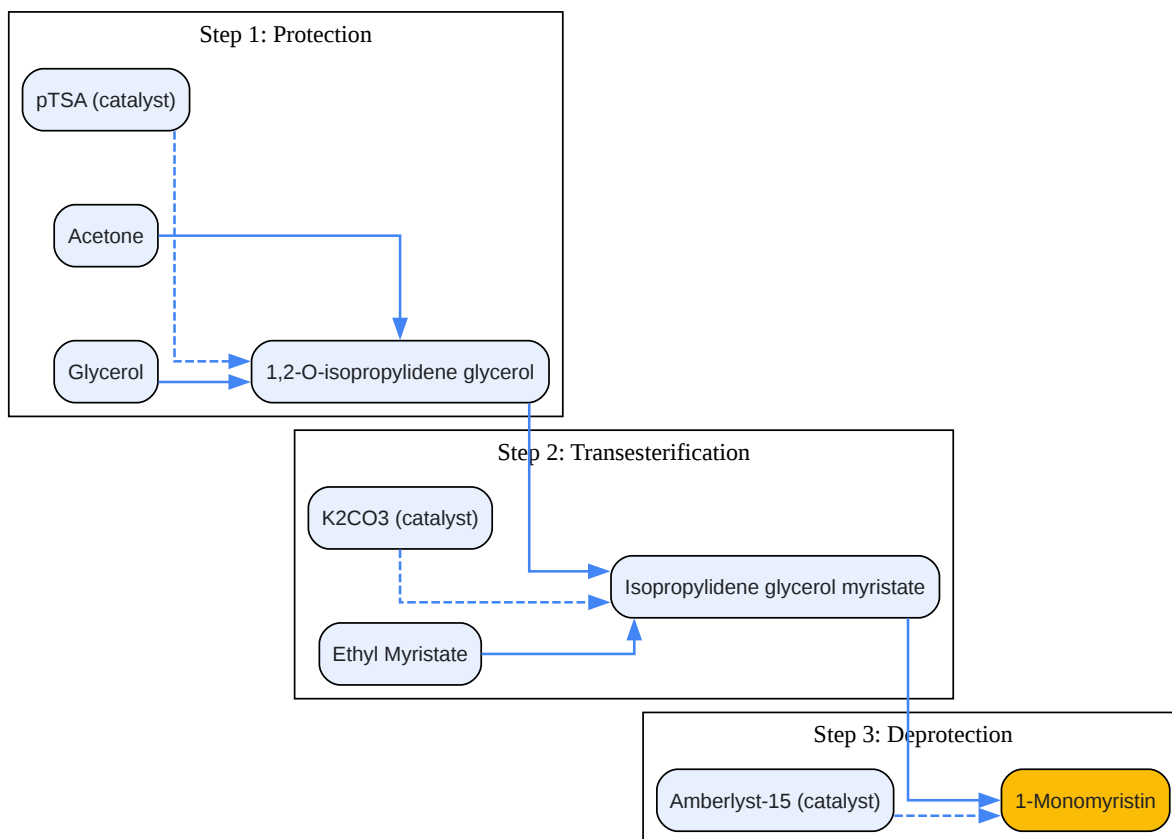 Step 1: Protection
pTSA (catalyst)
Acetone
Glycerol
1,2-O-isopropylidene glycerol
Step 2: Transesterification
K2CO3 (catalyst)
Isopropylidene glycerol myristate
Ethyl Myristate
Step 3: Deprotection
Amberlyst-15 (catalyst)
1-Monomyristin